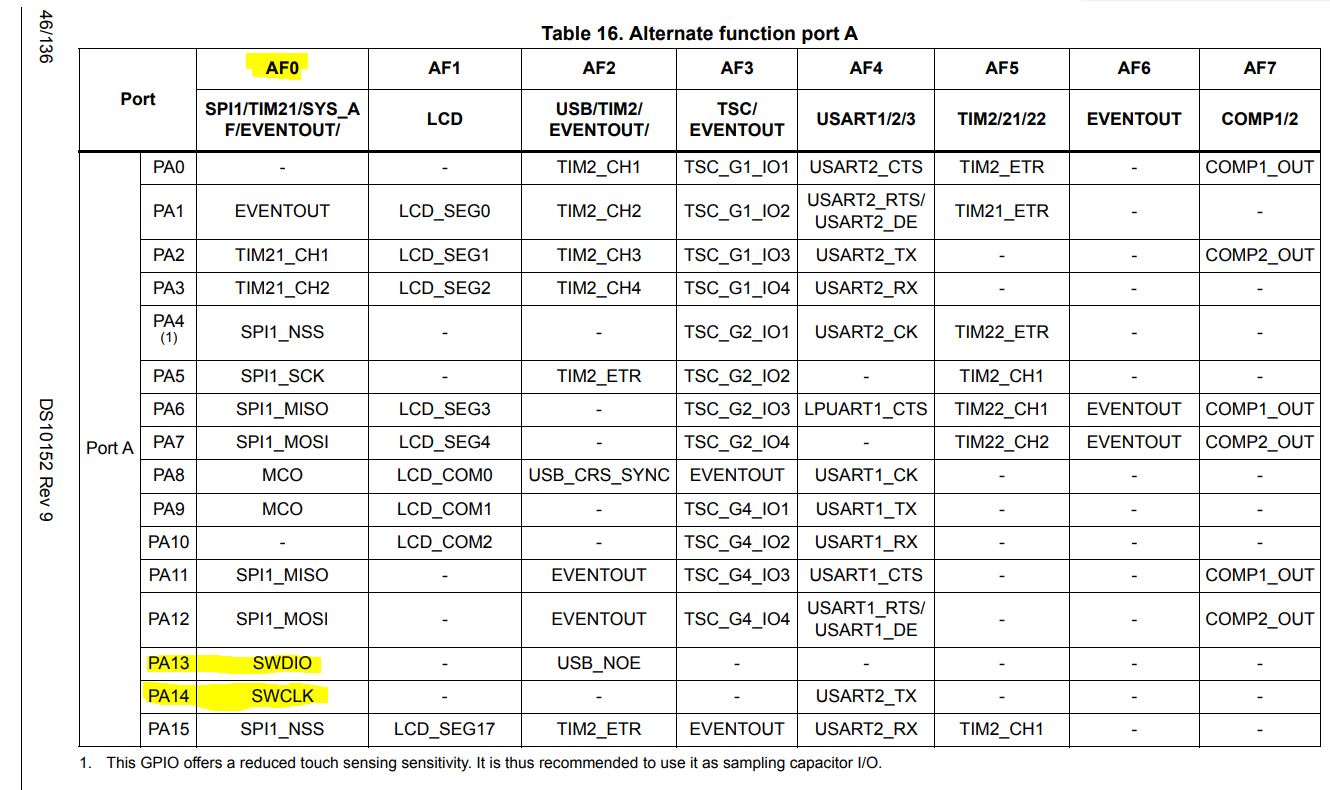 46/136
DS10152 Rev 9
Table 16. Alternate function port A
Port AF0 AF1 AF2 AF3 AF4 AF5 AF6 AF7
SPI1/TIM21/SYS_A
F/EVENTOUT/ LCD USB/TIM2/
EVENTOUT/ TSC/
EVENTOUT USART1/2/3 TIM2/21/22 EVENTOUT COMP1/2
Port A
PA0 - - TIM2_CH1 TSC_G1_IO1 USART2_CTS TIM2_ETR - COMP1_OUT
PA1 EVENTOUT LCD_SEG0 TIM2_CH2 TSC_G1_IO2 USART2_RTS/
USART2_DE TIM21_ETR - -
PA2 TIM21_CH1 LCD_SEG1 TIM2_CH3 TSC_G1_IO3 USART2_TX - - COMP2_OUT
PA3 TIM21_CH2 LCD_SEG2 TIM2_CH4 TSC_G1_IO4 USART2_RX - - -
PA4
(1) SPI1_NSS - - TSC_G2_IO1 USART2_CK TIM22_ETR - -
PA5 SPI1_SCK - TIM2_ETR TSC_G2_IO2 - TIM2_CH1 - -
PA6 SPI1_MISO LCD_SEG3 - TSC_G2_IO3 LPUART1_CTS TIM22_CH1 EVENTOUT COMP1_OUT
PA7 SPI1_MOSI LCD_SEG4 - TSC_G2_IO4 - TIM22_CH2 EVENTOUT COMP2_OUT
PA8 MCO LCD_COM0 USB_CRS_SYNC EVENTOUT USART1_CK - - -
PA9 MCO LCD_COM1 - TSC_G4_IO1 USART1_TX - - -
PA10 - LCD_COM2 - TSC_G4_IO2 USART1_RX - - -
PA11 SPI1_MISO - EVENTOUT TSC_G4_IO3 USART1_CTS - - COMP1_OUT
PA12 SPI1_MOSI - EVENTOUT TSC_G4_IO4 USART1_RTS/
USART1_DE - - COMP2_OUT
PA13 SWDIO - USB_NOE - - - - -
PA14 SWCLK - - - USART2_TX - - -
PA15 SPI1_NSS LCD_SEG17 TIM2_ETR EVENTOUT USART2_RX TIM2_CH1 - -
1. This GPIO offers a reduced touch sensing sensitivity. It is thus recommended to use it as sampling capacitor I/O.